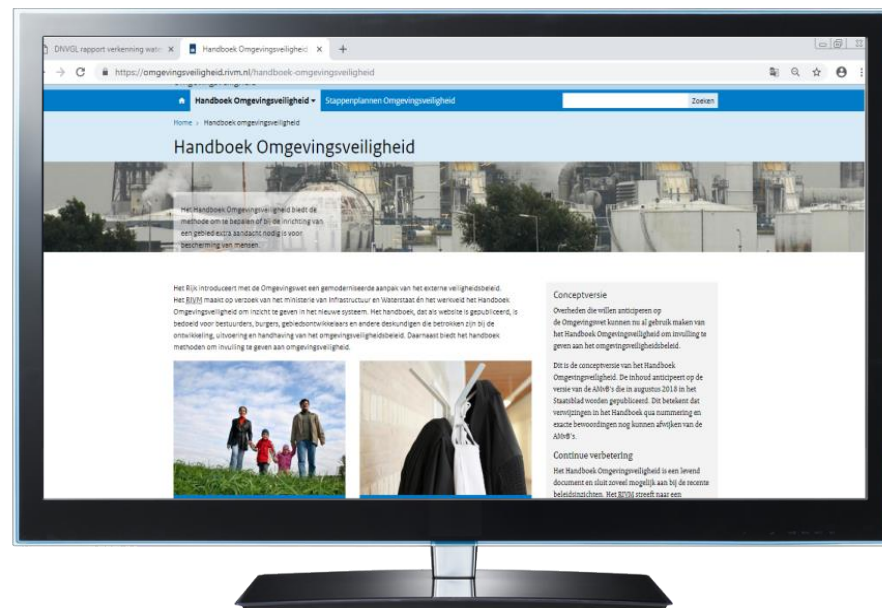 DNVGL rapport verkenning water
Handboek Omgevingsveiligheid
https://omgevingsveiligheid.rivm.nl/handboek-omgevingsveiligheid
Handboek Omgevingsveiligheid
Stappenplannen Omgevingsveiligheid
Zoeken
Home > Handboek omgevingsveiligheid
Handboek Omgevingsveiligheid
Het Handboek Omgevingsveiligheid biedt de
methode om te bepalen of bij de inrichting van
een gebied extra aandacht nodig is voor
bescherming van mensen.
Het Rijk introduceert met de Omgevingswet een gemoderniseerde aanpak van het externe veiligheidsbeleid.
Het RIVM maakt op verzoek van het ministerie van Infrastructuur en Waterstaat én het werkveld het Handboek
Omgevingsveiligheid om inzicht te geven in het nieuwe systeem. Het handboek, dat als website is gepubliceerd, is
bedoeld voor bestuurders, burgers, gebiedsontwikkelaars en andere deskundigen die betrokken zijn bij de
ontwikkeling, uitvoering en handhaving van het omgevingsveiligheidsbeleid. Daarnaast biedt het handboek
methoden om invulling te geven aan omgevingsveiligheid.
Conceptversie
Overheden die willen anticiperen op
de Omgevingswet kunnen nu al gebruik maken van
het Handboek Omgevingsveiligheid om invulling te
geven aan het omgevingsveiligheidsbeleid.
Dit is de conceptversie van het Handboek
Omgevingsveiligheid. De inhoud anticipeert op de
versie van de AMvB's die in augustus 2018 in het
Staatsblad worden gepubliceerd. Dit betekent dat
verwijzingen in het Handboek qua nummering en
exacte bewoordingen nog kunnen afwijken van de
AMvB's.
Continue verbetering
Het Handboek Omgevingsveiligheid is een levend
document en sluit zoveel mogelijk aan bij de recente
beleidsinzichten. Het RIVM streeft naar een